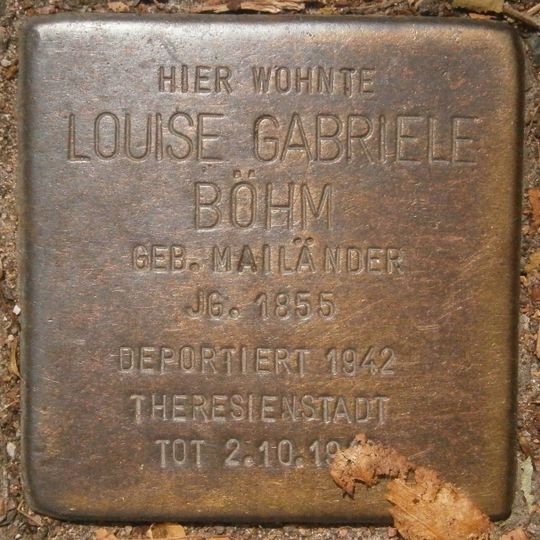 HIER WOHNTE
LOUISE GABRIELE
BÖHM
GEB. MAILÄNDER
JG. 1855
DEPORTIERT 1942
THERESIENSTADT
TOT 2.10.19